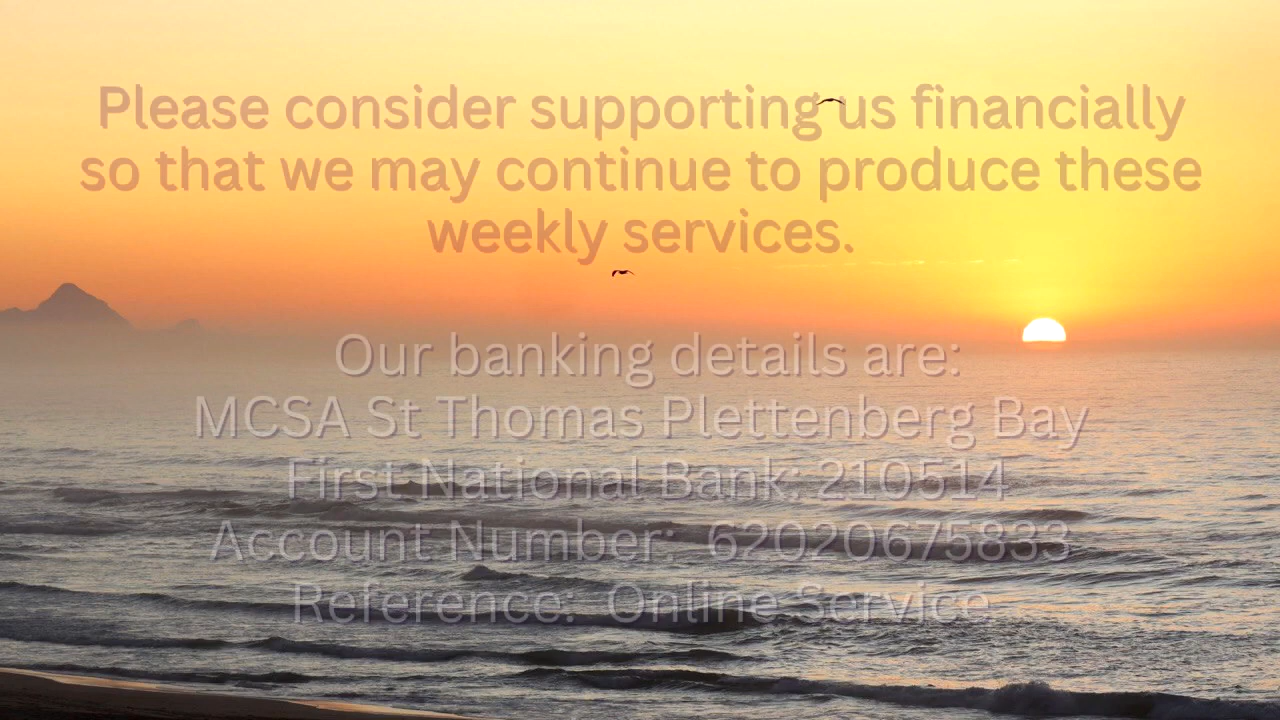 Please consider supporting us financially
so that we may continue to produce these
weekly services.
Our banking details are:
MCSA St Thomas Plettenberg Bay
First National Bank: 210514
Account Number:  62020675833
Reference:  Online Service